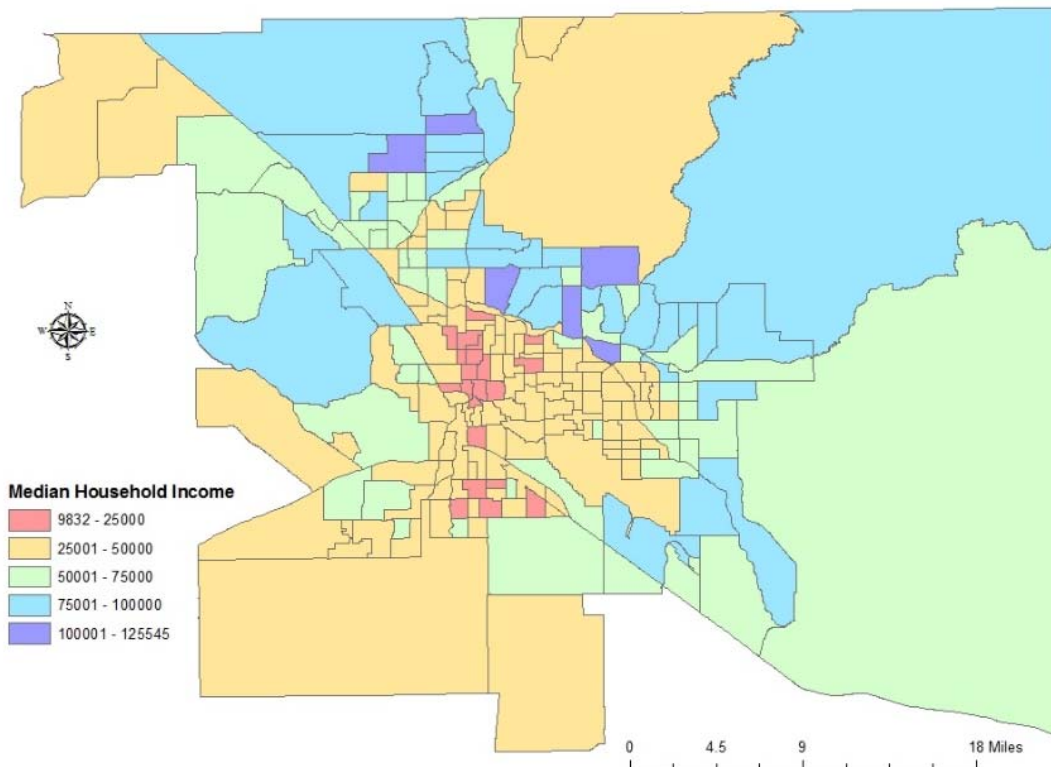 N
W E
S
Median Household Income
9832 - 25000
25001 - 50000
50001 - 75000
75001 - 100000
100001 - 125545
0 4.5 9 18 Miles